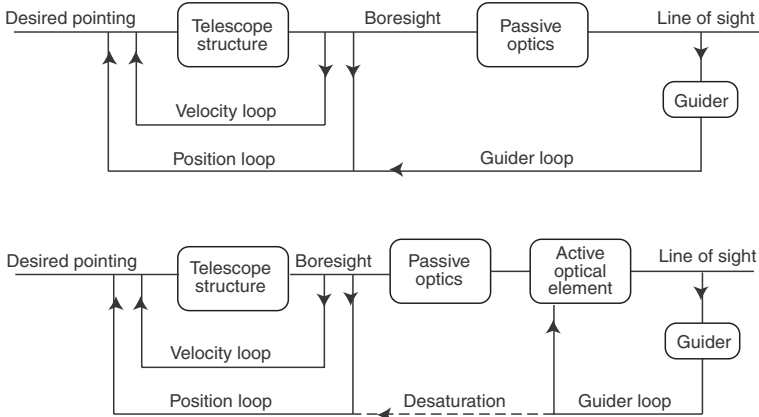 Desired pointing
Telescope
structure
Boresight
Passive
optics
Line of sight
Guider
Velocity loop
Position loop
Guider loop
Desired pointing
Telescope
structure
Boresight
Passive
optics
Active
optical
element
Line of sight
Guider
Velocity loop
Position loop
Desaturation
Guider loop